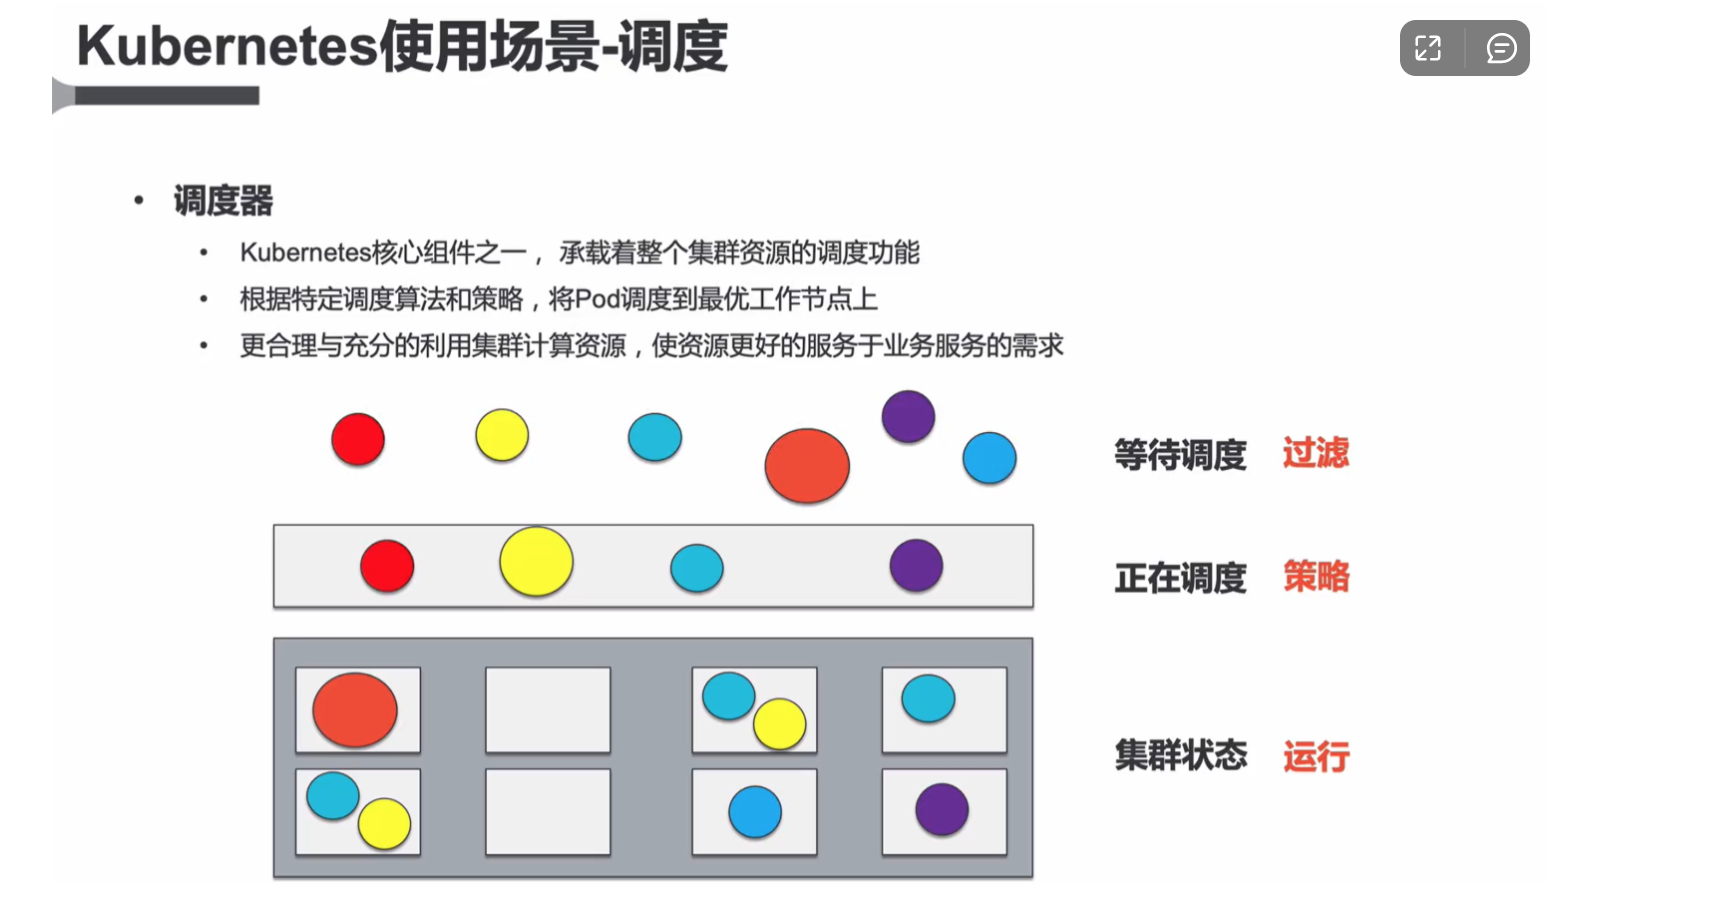 Kubernetes使用场景-调度
• 调度器
• Kubernetes核心组件之一，承载着整个集群资源的调度功能
• 根据特定调度算法和策略，将Pod调度到最优工作节点上
• 更合理与充分的利用集群计算资源，使资源更好的服务于业务服务的需求
等待调度 过滤
正在调度 策略
集群状态 运行